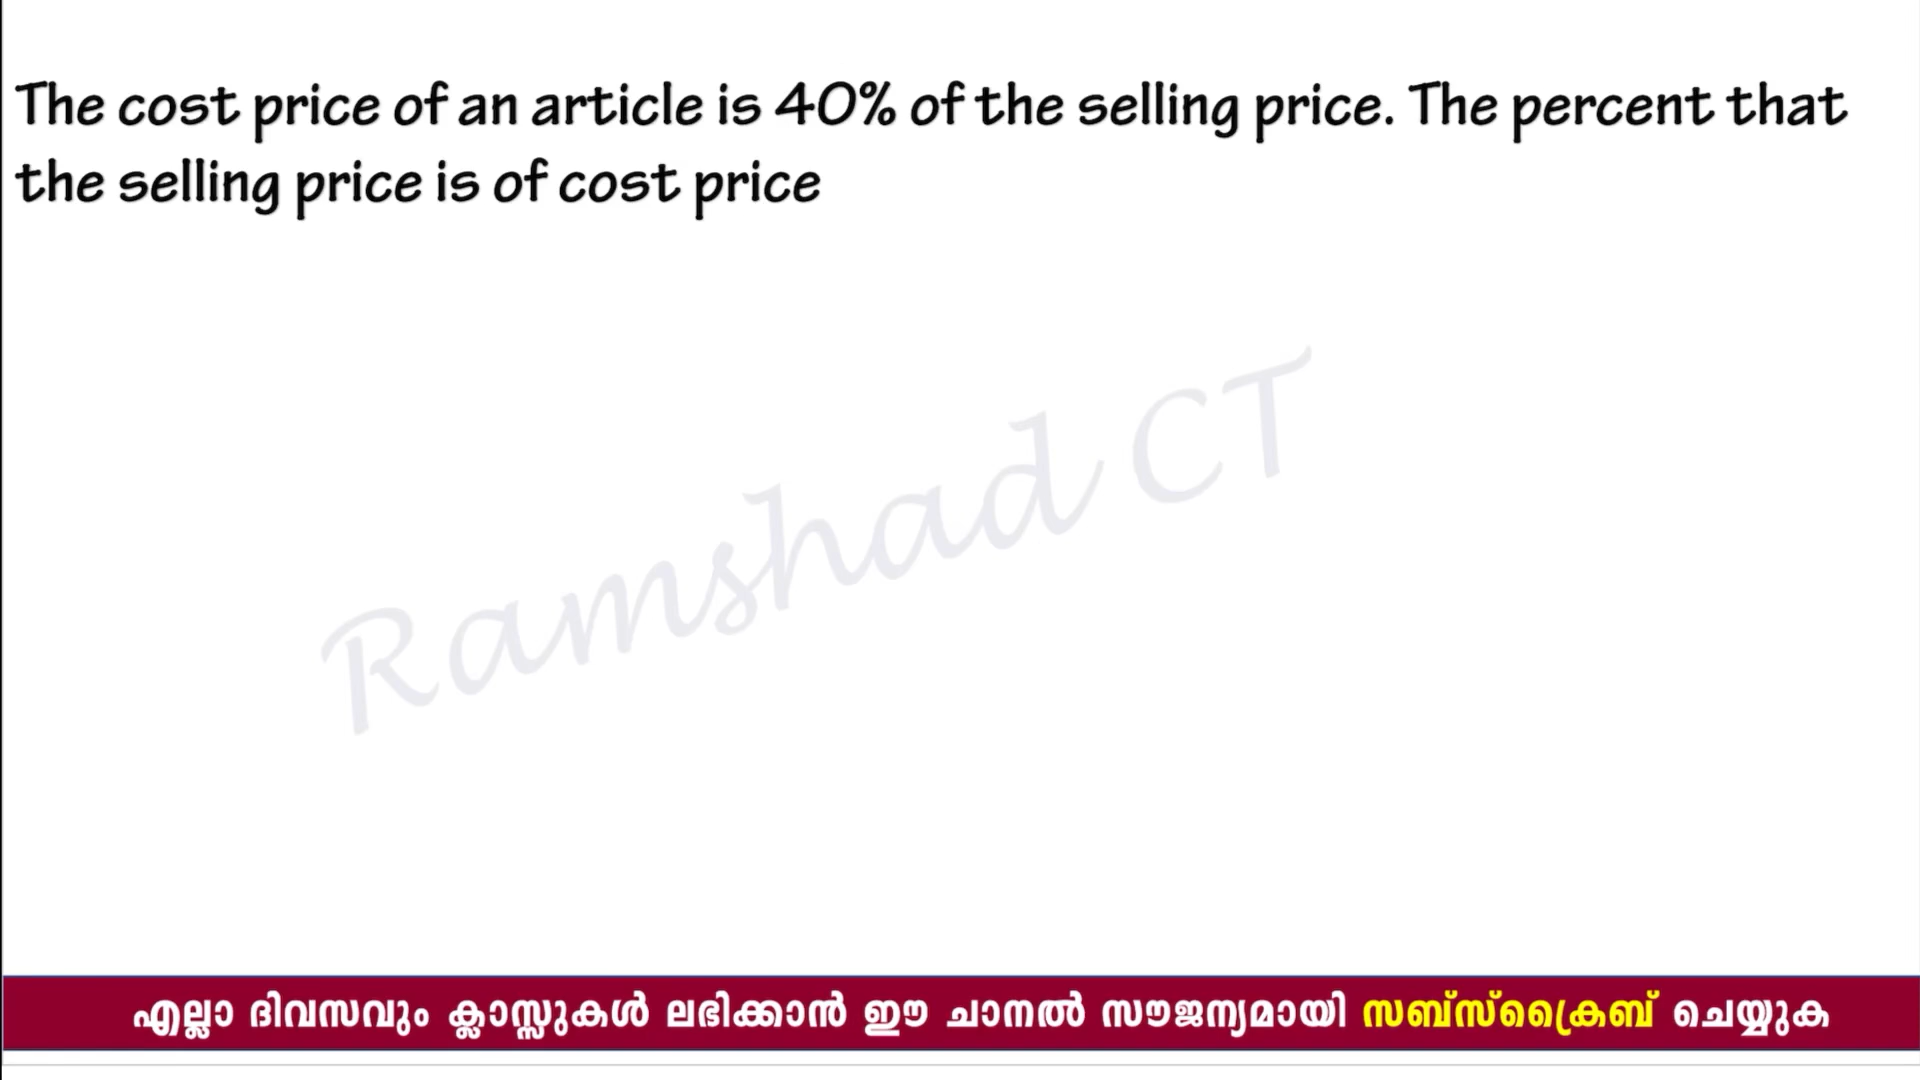 The cost price of an article is 40% of the selling price. The percent that
the selling price is of cost price
Ramshad CT
എല്ലാ ദിവസവും ക്ലാസ്സുകൾ ലഭിക്കാൻ ഈ ചാനൽ സൗജന്യമായി സബ്സ്ക്രൈബ് ചെയ്യുക